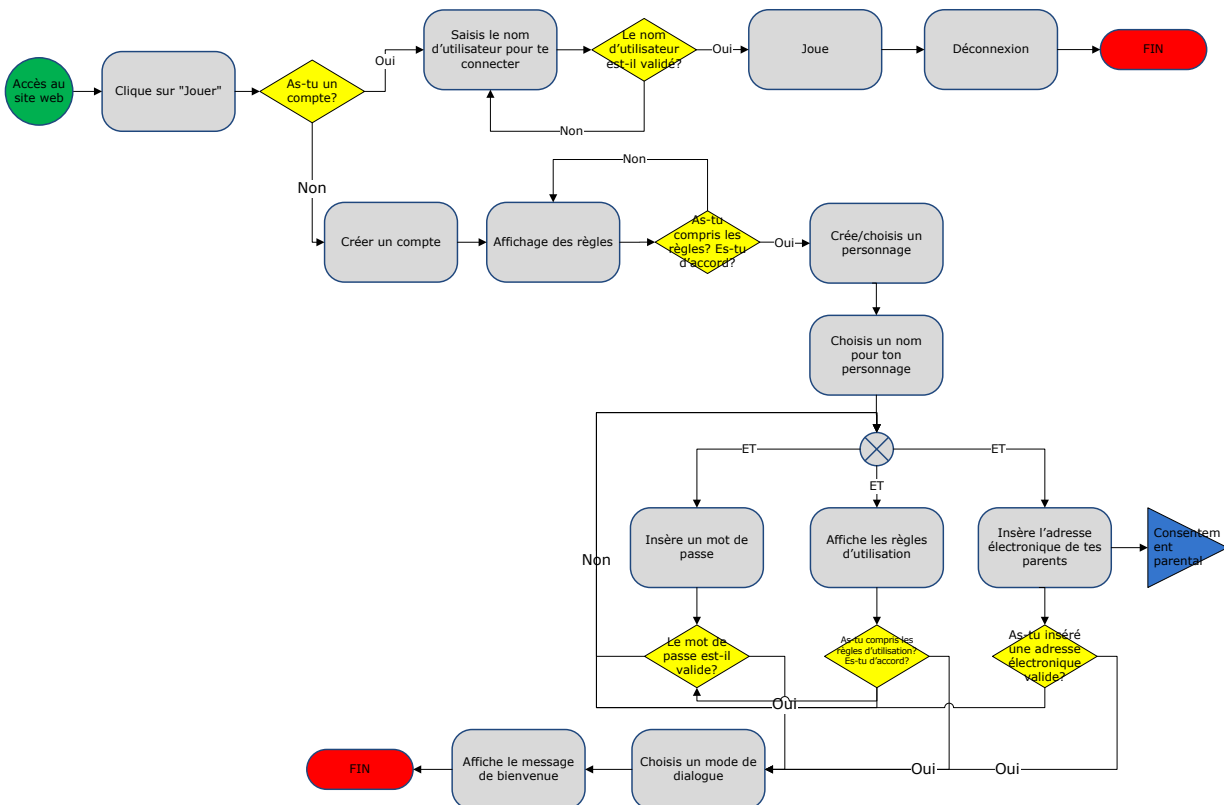 Accès au
site web
Clique sur "Jouer"
As-tu un
compte?
Oui
Saisis le nom
d'utilisateur pour te
connecter
Le nom
d'utilisateur
est-il validé?
Oui
Joue
Déconnexion
FIN
Non
Non
Non
Créer un compte
Affichage des règles
As-tu
compris les
règles? Es-tu
d'accord?
Oui
Crée/choisis un
personnage
Choisis un nom
pour ton
personnage
ET
ET
ET
Insère un mot de
passe
Affiche les règles
d'utilisation
Insère l'adresse
électronique de tes
parents
Consentem
ent
parental
Non
Le mot de
passe est-il
valide?
As-tu compris les
règles d'utilisation?
Es-tu d'accord?
As-tu inséré
une adresse
électronique
valide?
Oui
Oui
Oui
Choisis un mode de
dialogue
Affiche le message
de bienvenue
FIN